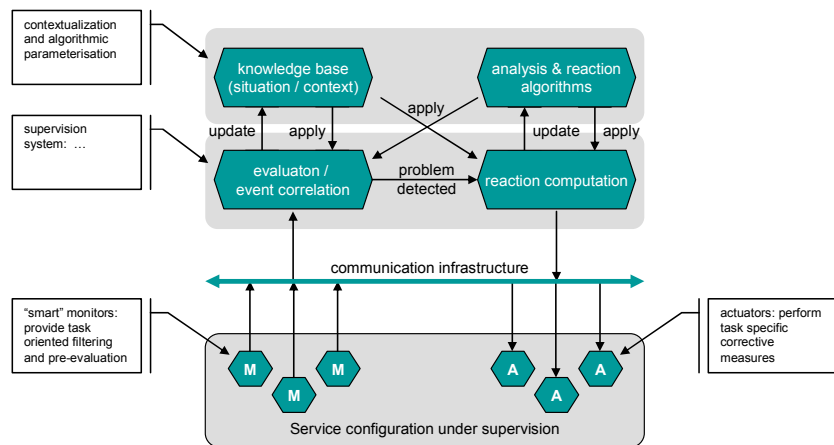 contextualization
and algorithmic
parameterisation
knowledge base
(situation / context)
analysis & reaction
algorithms
apply
update
apply
update
apply
supervision
system: …
evaluaton /
event correlation
problem
detected
reaction computation
communication infrastructure
“smart” monitors:
provide task
oriented filtering
and pre-evaluation
actuators: perform
task specific
corrective
measures
M
M
M
A
A
A
Service configuration under supervision